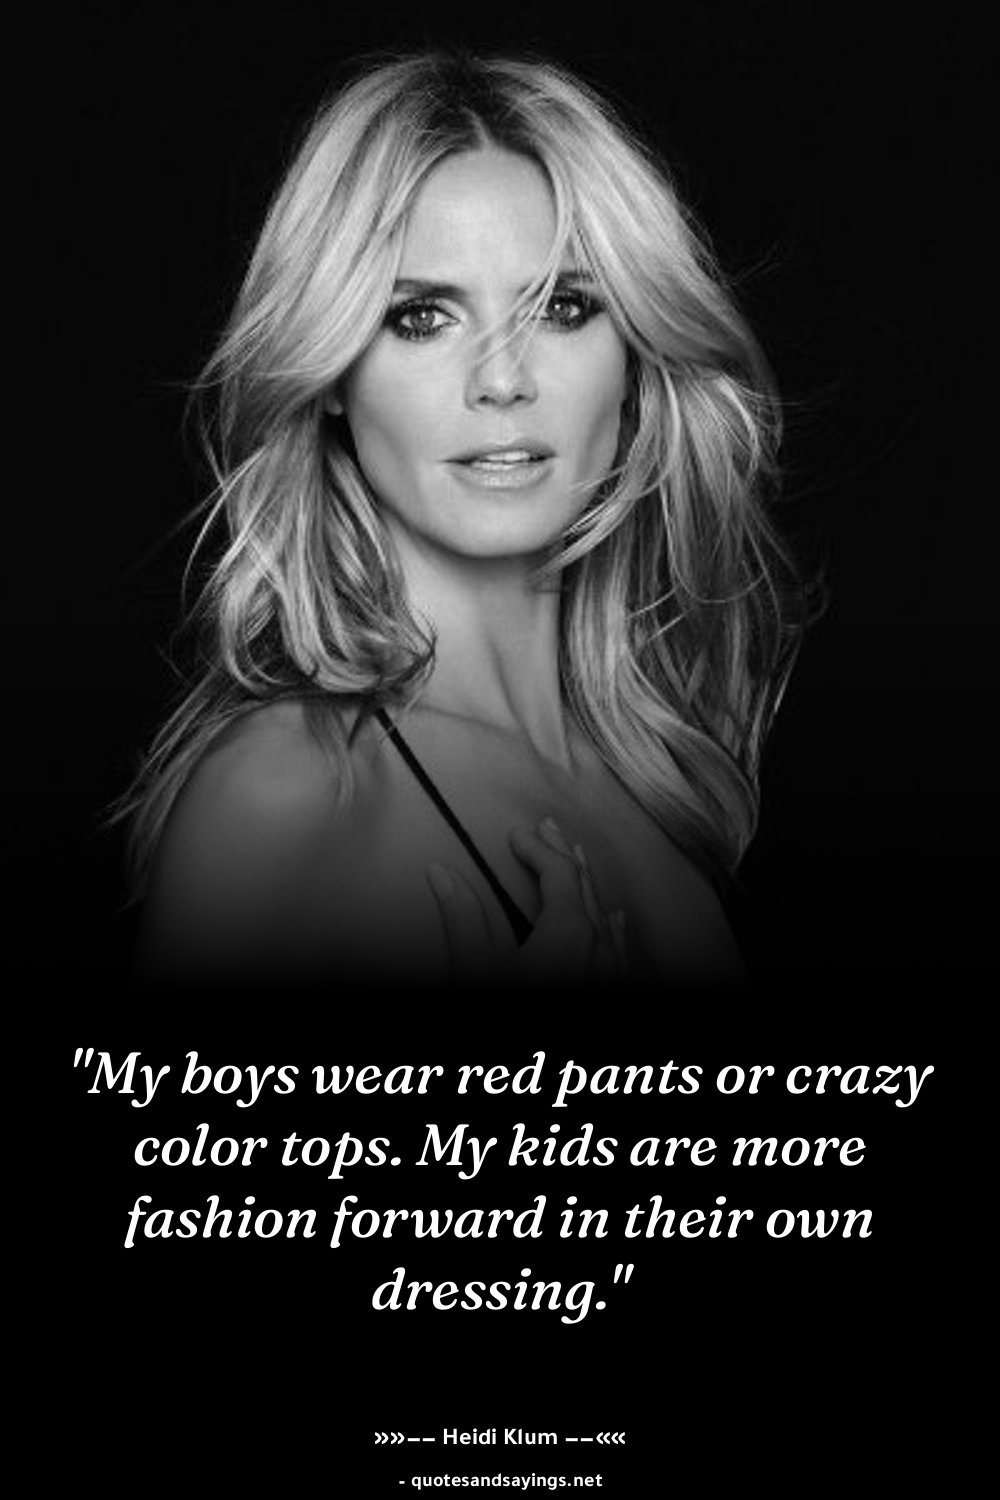 "My boys wear red pants or crazy
color tops. My kids are more
fashion forward in their own
dressing."
»»−− Heidi Klum −−««
- quotesandsayings.net